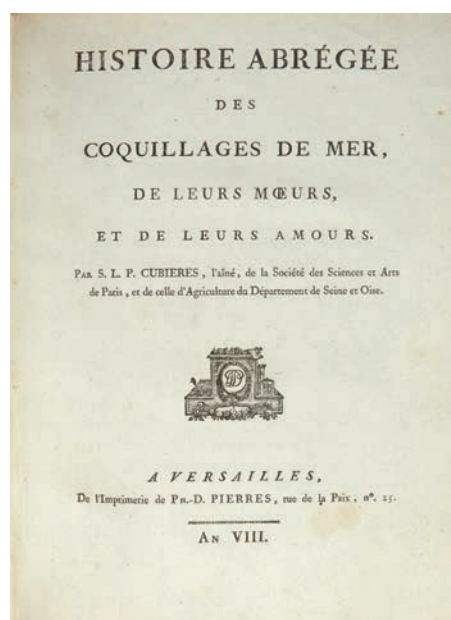 HISTOIRE ABRÉGÉE
DES
COQUILLAGES DE MER,
DE LEURS MŒURS,
ET DE LEURS AMOURS.
PAR S. L. P. CUBIERES, l'aîné, de la Société des Sciences et Arts
de Paris, et de celle d'Agriculture du Département de Seine et Oise.
A VERSAILLES,
De l'Imprimerie de PH.-D. PIERRES, rue de la Paix, nº. 25.
AN VIII.